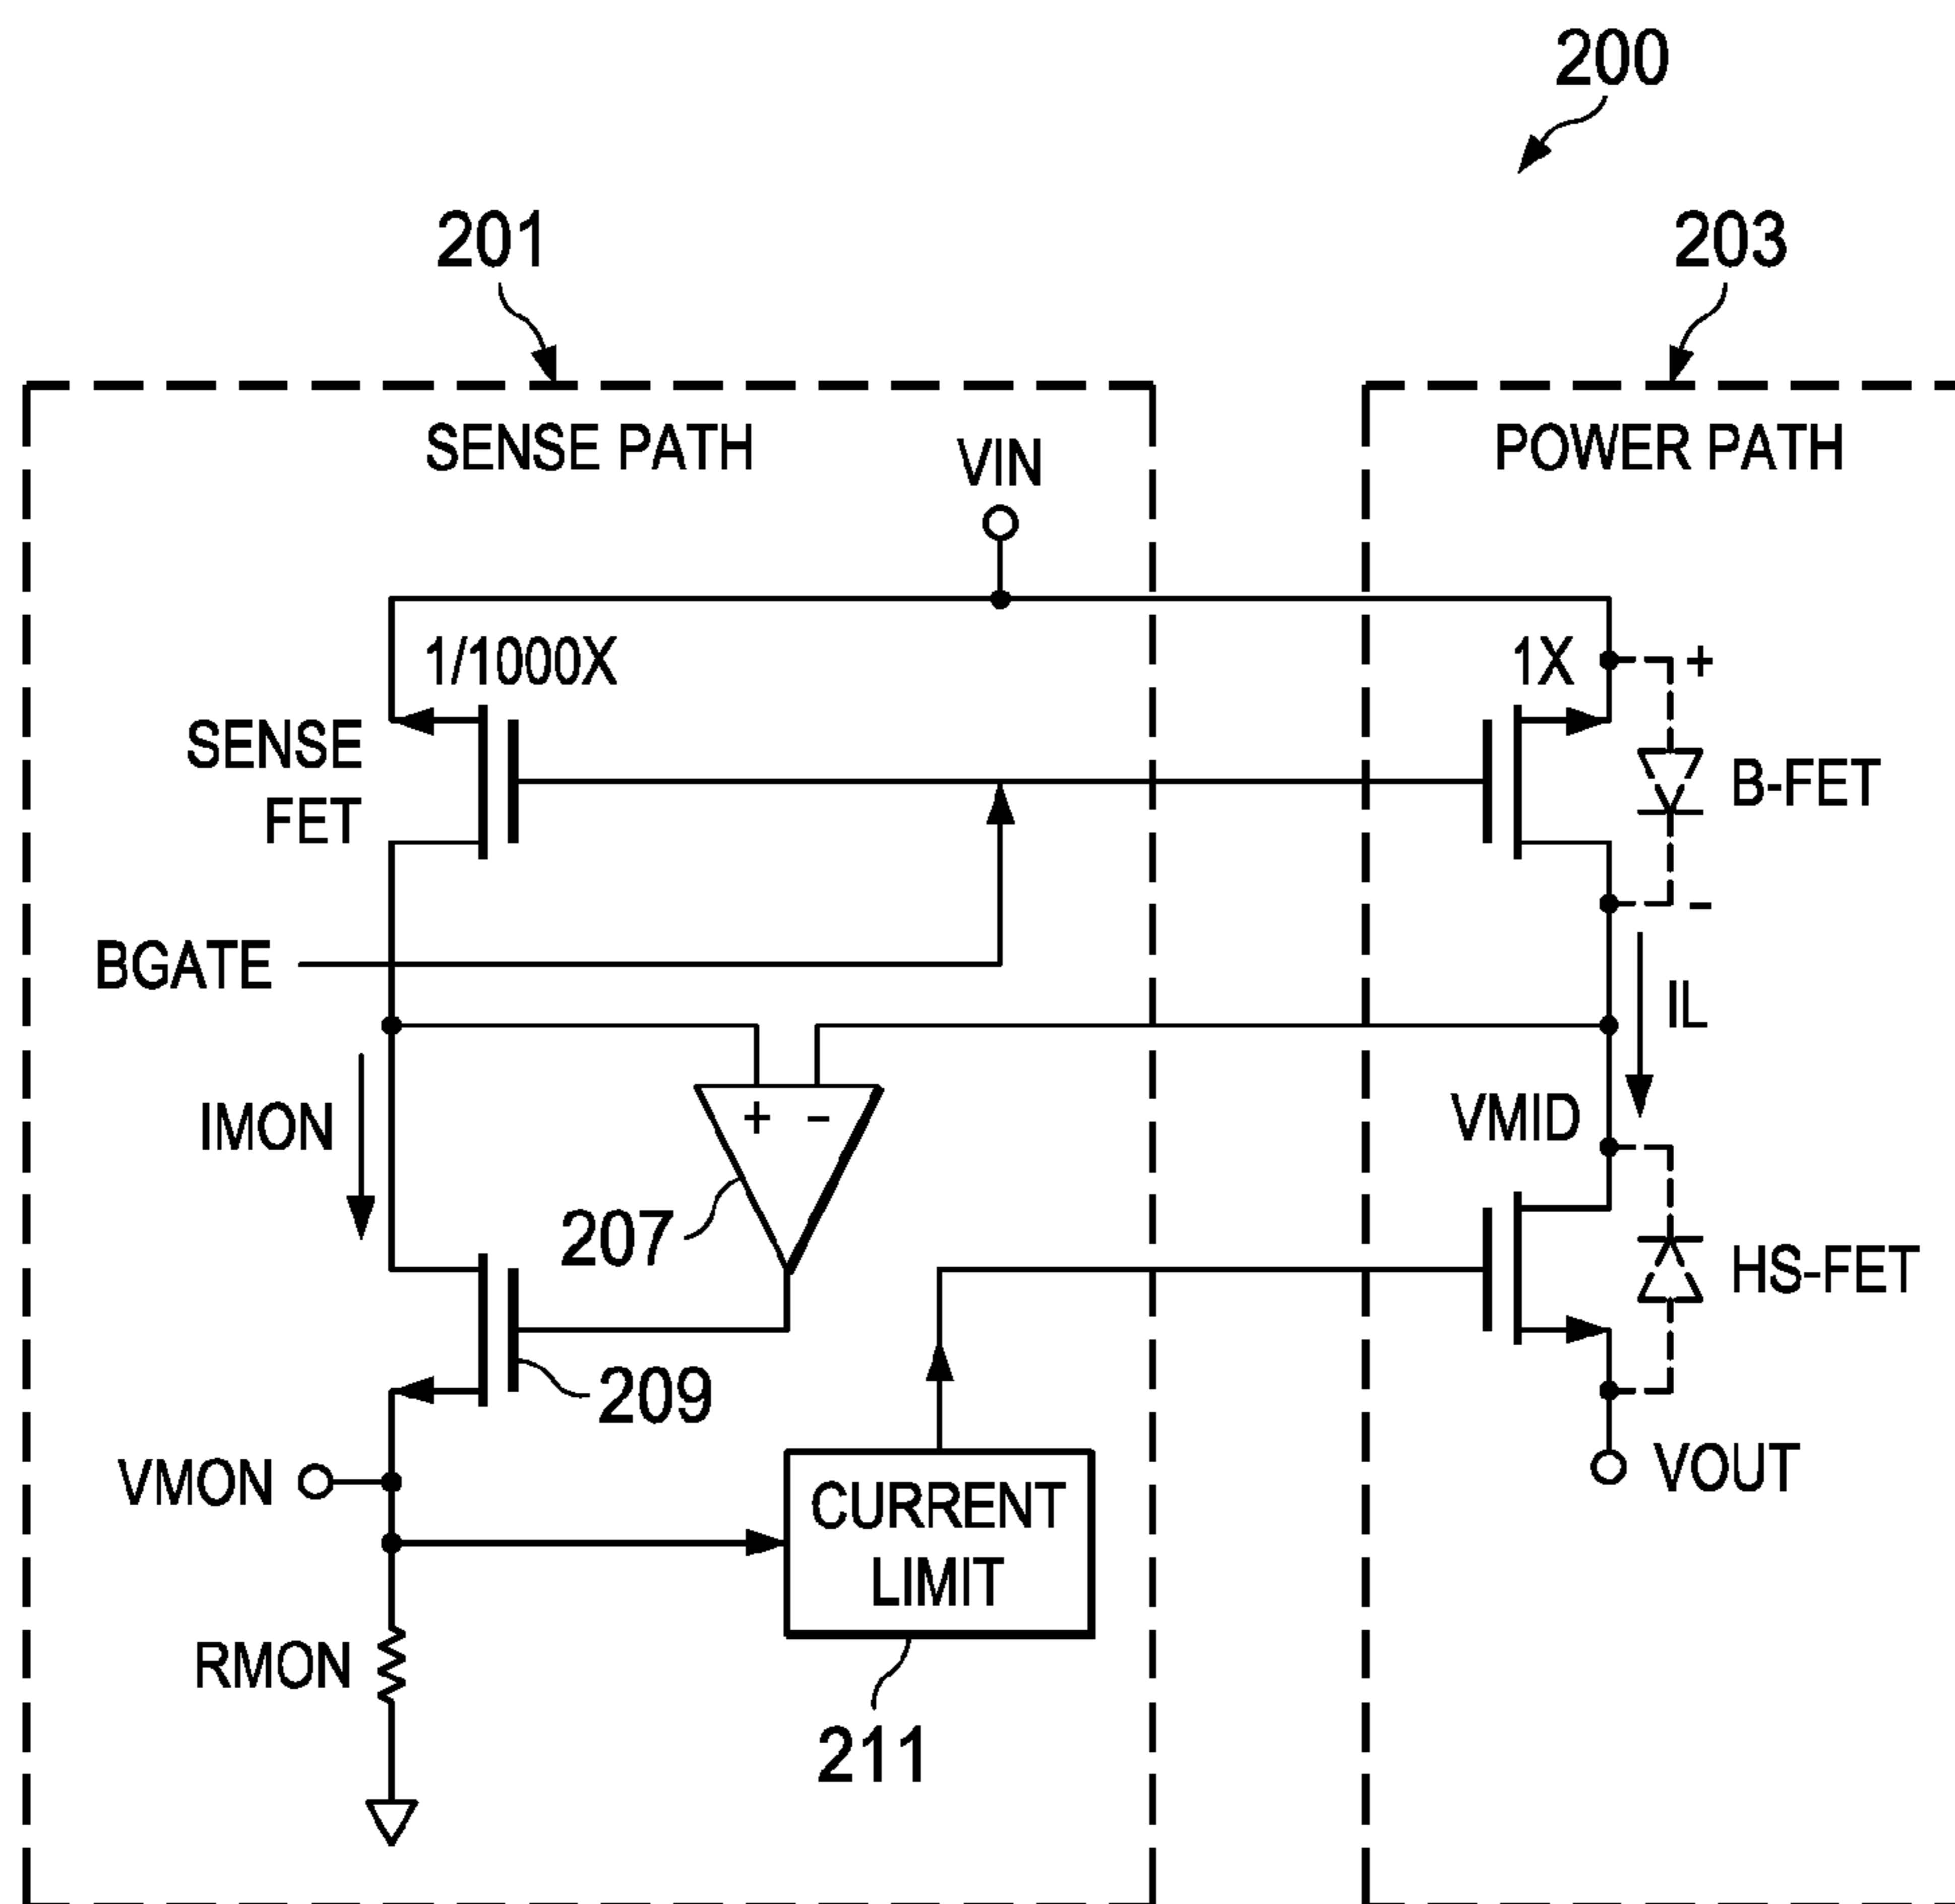 200
201
203
SENSE PATH
POWER PATH
VIN
1/1000X
1X
+
SENSE
FET
B-FET
-
BGATE
IL
IMON
+ -
VMID
207
HS-FET
209
VMON
CURRENT
LIMIT
VOUT
RMON
211